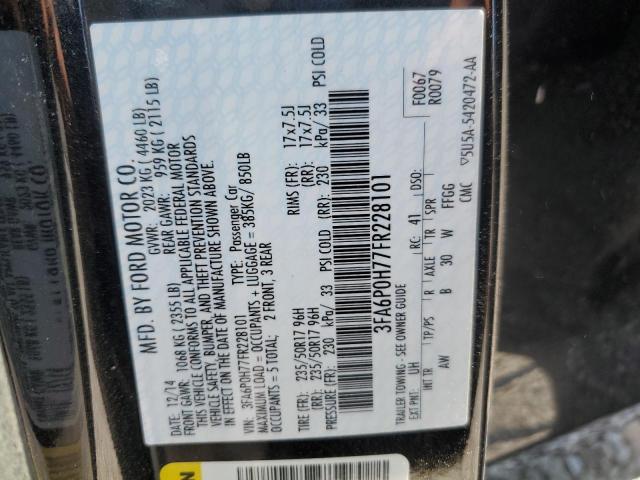 MFD. BY FORD MOTOR CO.
12/14 GVWR: 2023 KG ( 4460 LB)
FRONT GAWR: 1068 KG ( 2355 LB) REAR GAWR: 959 KG ( 2115 LB)
THIS VEHICLE CONFORMS TO ALL APPLICABLE FEDERAL MOTOR
VEHICLE SAFETY, BUMPER, AND THEFT PREVENTION STANDARDS
IN EFFECT ON THE DATE OF MANUFACTURE SHOWN ABOVE.
VIN: 3FA6P0H77FR228101 TYPE: Passenger Car
MAXIMUM LOAD = OCCUPANTS + LUGGAGE = 385KG/ 850LB
OCCUPANTS = 5 TOTAL; 2 FRONT, 3 REAR
TIRE (FR): 235/50R17 96H RIMS (FR): 17x7.5J
(RR): 235/50R17 96H (RR): 17x7.5J
PRESSURE (FR): 230 kPa/ 33 PSI COLD (RR): 230 kPa/ 33 PSI COLD
3FA6P0H77FR228101
F0067
R0079
TRAILER TOWING - SEE OWNERS GUIDE
EXT PNT: UH RC: 41 DSO:
INT TR TP/PS R AXLE TR SPR
AW B 30 W FFGG
CMC ▽5U5A-5420472-AA